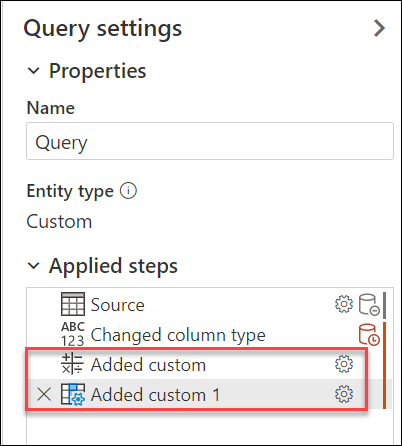 Query settings
Properties
Name
Query
Entity type
Custom
Applied steps
Source
ABC
123 Changed column type
Added custom
Added custom 1